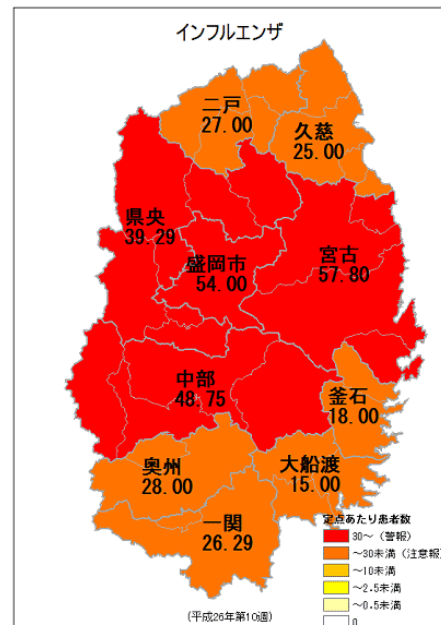 インフルエンザ
二戸
27.00
久慈
25.00
県央
39.29
盛岡市
54.00
宮古
57.80
中部
48.75
釜石
18.00
奥州
28.00
大船渡
15.00
一関
26.29
定点あたり患者数
30～（警報）
～30未満（注意報）
～10未満
～2.5未満
～0.5未満
0
(平成26年第10週)